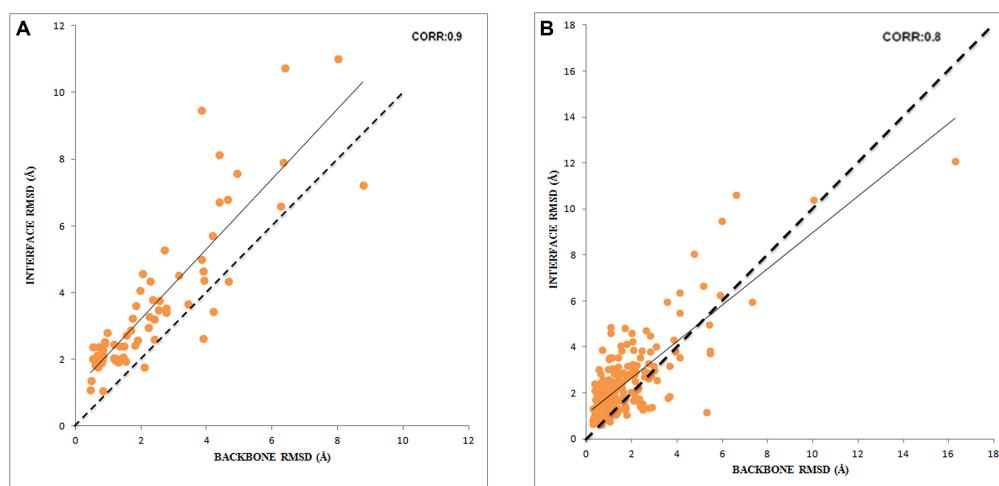 A
CORR:0.9
12
10
8
6
4
2
0
INTERFACE RMSD (Å)
0 2 4 6 8 10 12
BACKBONE RMSD (Å)
B
CORR:0.8
18
16
14
12
10
8
6
4
2
0
INTERFACE RMSD (Å)
0 2 4 6 8 10 12 14 16 18
BACKBONE RMSD (Å)